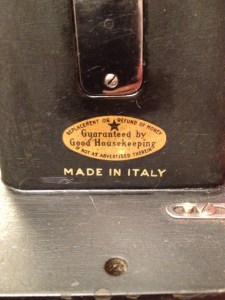 REPLACEMENT OR REFUND OF MONEY
Guaranteed by
Good Housekeeping
IF NOT AS ADVERTISED THEREIN
MADE IN ITALY